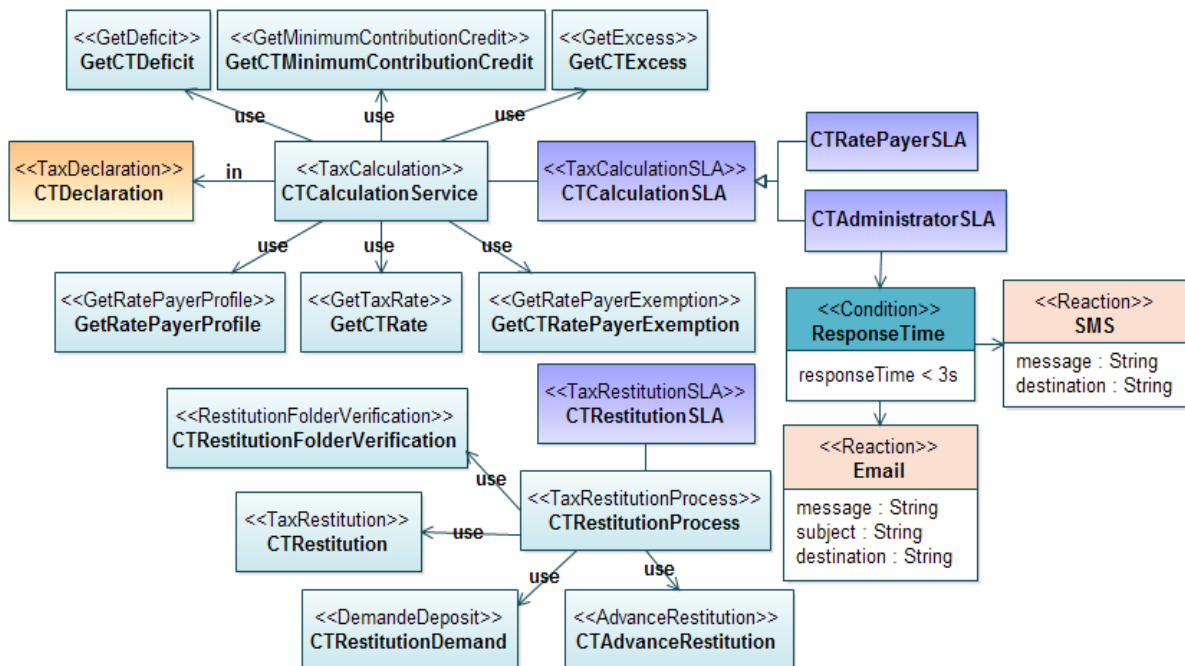 <<GetDeficit>>
GetCTDeficit
<<GetMinimumContributionCredit>>
GetCTMinimumContributionCredit
<<GetExcess>>
GetCTExcess
use
use
use
<<TaxDeclaration>>
CTDeclaration
in
<<TaxCalculation>>
CTCalculationService
<<TaxCalculationSLA>>
CTCalculationSLA
CTRatePayerSLA
CTAdministratorSLA
use
use
use
<<GetRatePayerProfile>>
GetRatePayerProfile
<<GetTaxRate>>
GetCTRate
<<GetRatePayerExemption>>
GetCTRatePayerExemption
<<Condition>>
ResponseTime
responseTime < 3s
<<Reaction>>
SMS
message : String
destination : String
<<TaxRestitutionSLA>>
CTRestitutionSLA
<<RestitutionFolderVerification>>
CTRestitutionFolderVerification
<<Reaction>>
Email
message : String
subject : String
destination : String
use
<<TaxRestitutionProcess>>
CTRestitutionProcess
<<TaxRestitution>>
CTRestitution
use
use
use
<<DemandeDeposit>>
CTRestitutionDemand
<<AdvanceRestitution>>
CTAdvanceRestitution